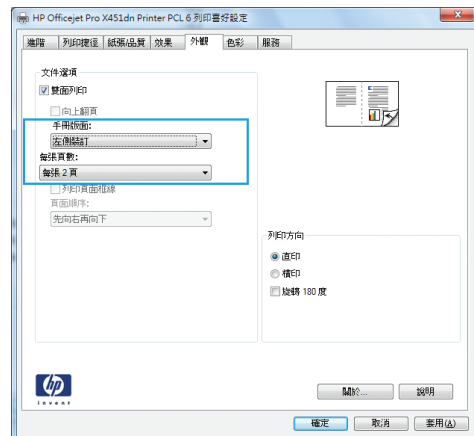 HP Officejet Pro X451dn Printer PCL 6 列印喜好設定
進階 列印捷徑 紙張/品質 效果 外觀 色彩 服務
文件選項
雙面列印
向上翻頁
手冊版面:
左側裝訂
每張頁數:
每張 2 頁
列印頁面框線
頁面順序:
先向右再向下
列印方向
直印
橫印
旋轉 180 度
hp
invent
關於...
說明
確定
取消
套用(A)